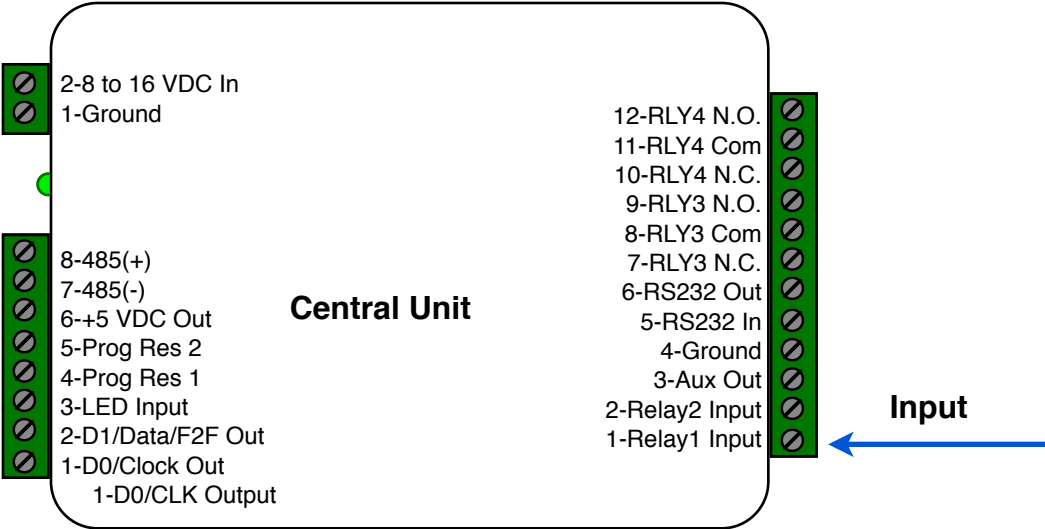 2-8 to 16 VDC In
1-Ground
8-485(+)
7-485(-)
6-+5 VDC Out
5-Prog Res 2
4-Prog Res 1
3-LED Input
2-D1/Data/F2F Out
1-D0/Clock Out
1-D0/CLK Output
Central Unit
12-RLY4 N.O.
11-RLY4 Com
10-RLY4 N.C.
9-RLY3 N.O.
8-RLY3 Com
7-RLY3 N.C.
6-RS232 Out
5-RS232 In
4-Ground
3-Aux Out
2-Relay2 Input
1-Relay1 Input
Input